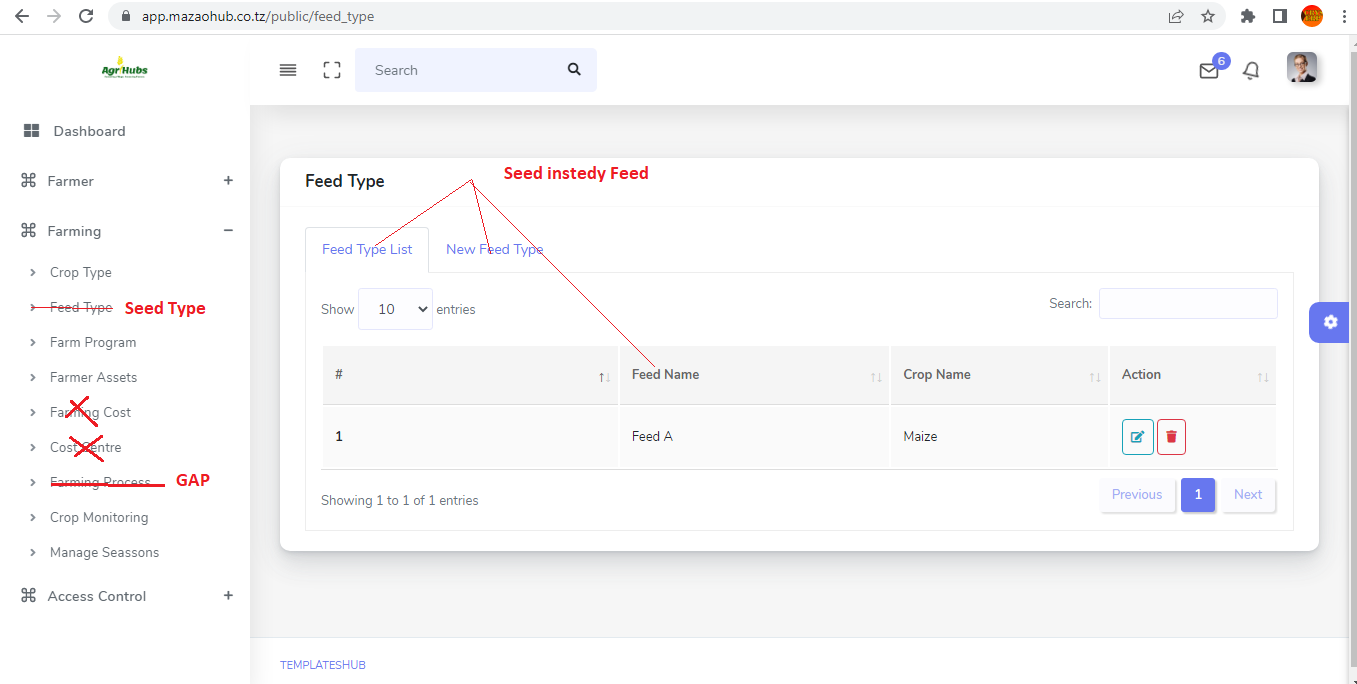 app.mazaohub.co.tz/public/feed_type
AgriHubs
Search
6
Dashboard
Farmer +
Farming −
Crop Type
Feed Type Seed Type
Farm Program
Farmer Assets
Farming Cost
Cost Centre
Farming Process GAP
Crop Monitoring
Manage Seassons
Access Control +
Feed Type
Seed instedy Feed
Feed Type List New Feed Type
Show 10 entries Search:
# Feed Name Crop Name Action
1 Feed A Maize
Showing 1 to 1 of 1 entries Previous 1 Next
TEMPLATESHUB